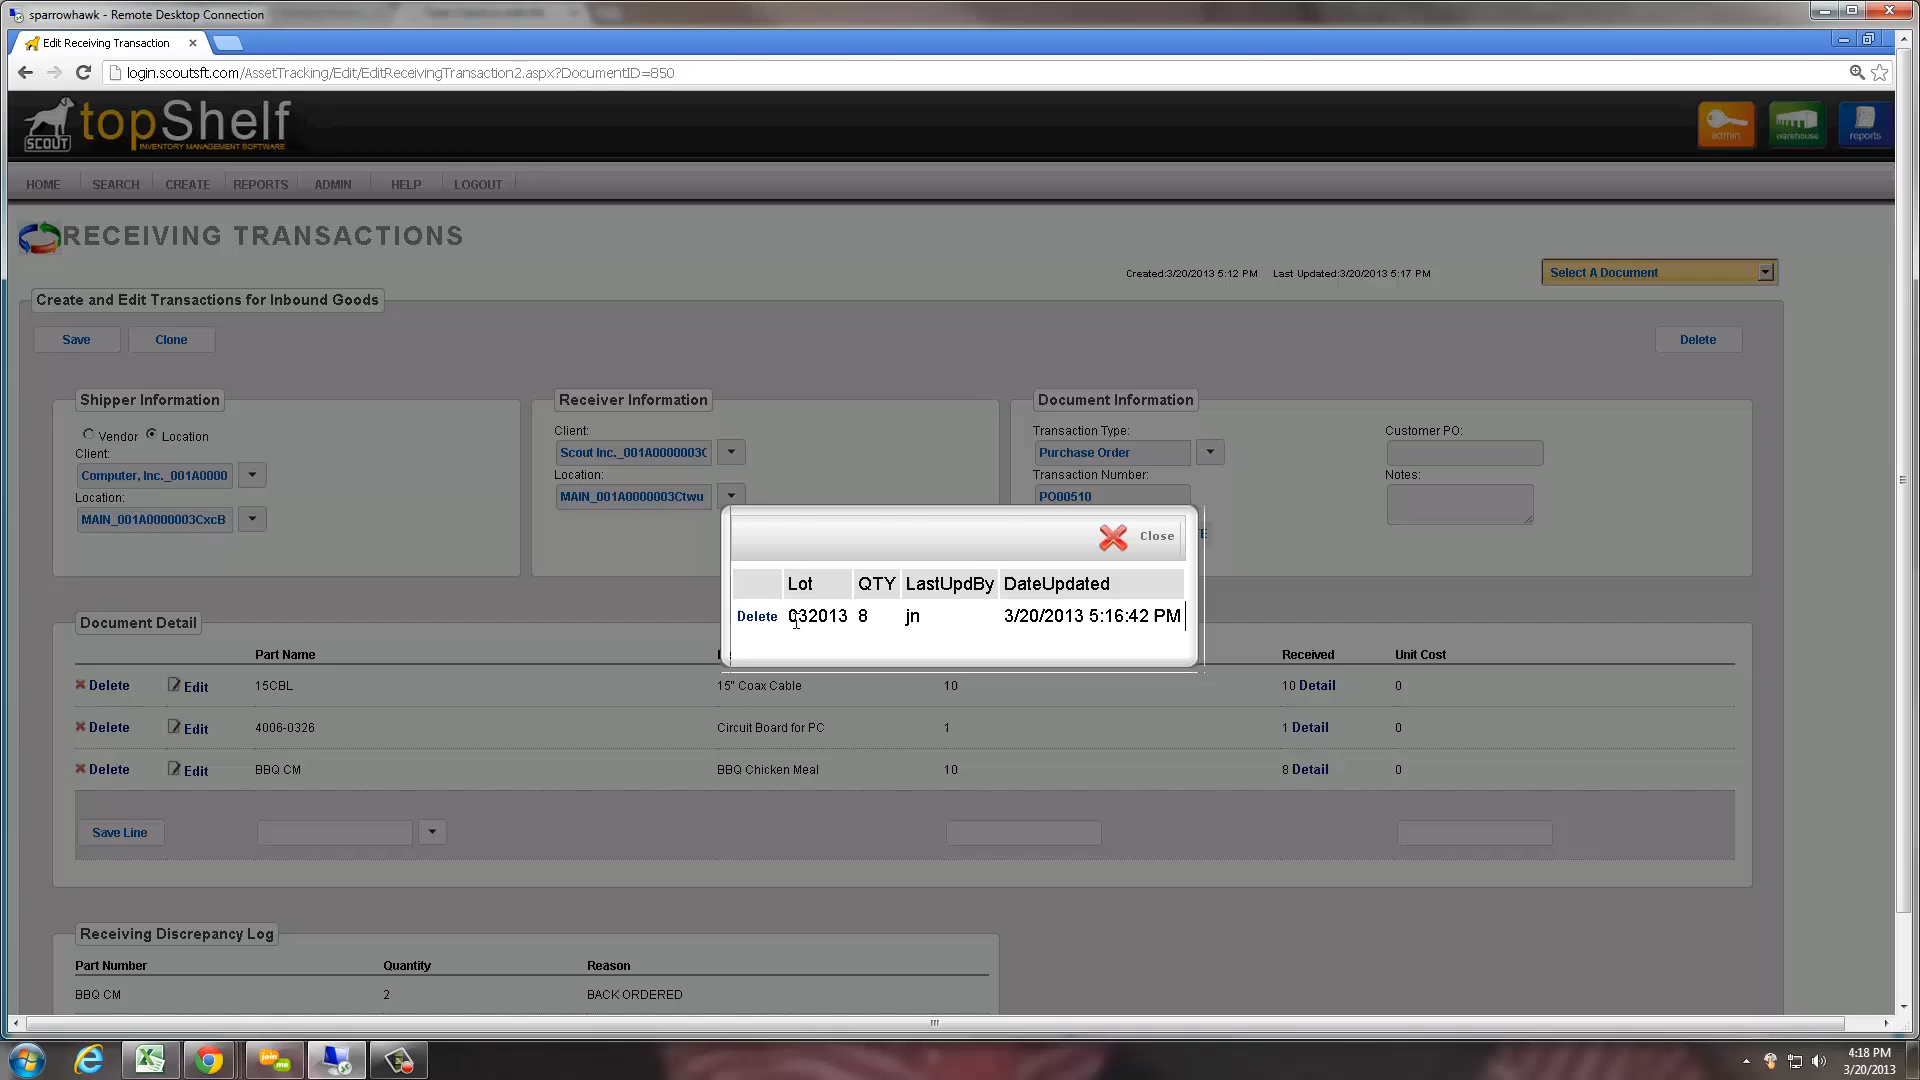 sparrowhawk - Remote Desktop Connection
Edit Receiving Transaction
login.scoutsft.com/AssetTracking/Edit/EditReceivingTransaction2.aspx?DocumentID=850
SCOUT
topShelf
INVENTORY MANAGEMENT SOFTWARE
admin
warehouse
reports
HOME SEARCH CREATE REPORTS ADMIN HELP LOGOUT
RECEIVING TRANSACTIONS
Created:3/20/2013 5:12 PM Last Updated:3/20/2013 5:17 PM
Select A Document
Create and Edit Transactions for Inbound Goods
Save Clone Delete
Shipper Information
Vendor Location
Client:
Computer, Inc._001A0000
Location:
MAIN_001A0000003CxcB
Receiver Information
Client:
Scout Inc._001A0000003C
Location:
MAIN_001A0000003Ctwu
Document Information
Transaction Type:
Purchase Order
Transaction Number:
PO00510
Customer PO:
Notes:
Close
Lot QTY LastUpdBy DateUpdated
Delete 032013 8 jn 3/20/2013 5:16:42 PM
Document Detail
Part Name Received Unit Cost
Delete Edit 15CBL 15" Coax Cable 10 10 Detail 0
Delete Edit 4006-0326 Circuit Board for PC 1 1 Detail 0
Delete Edit BBQ CM BBQ Chicken Meal 10 8 Detail 0
Save Line
Receiving Discrepancy Log
Part Number Quantity Reason
BBQ CM 2 BACK ORDERED
join me
4:18 PM
3/20/2013